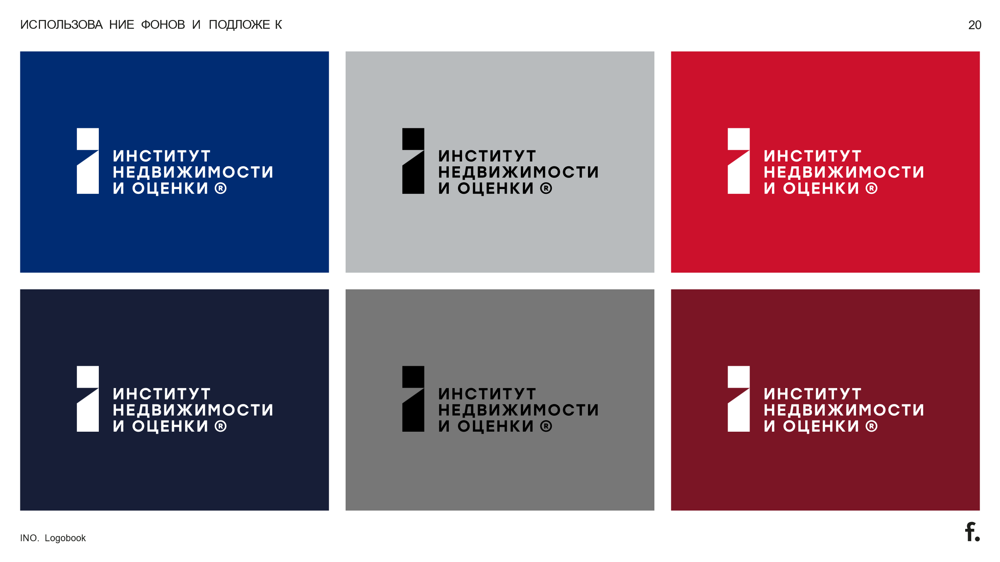 ИСПОЛЬЗОВА НИЕ ФОНОВ И ПОДЛОЖЕ К
20
ИНСТИТУТ
НЕДВИЖИМОСТИ
И ОЦЕНКИ ®
ИНСТИТУТ
НЕДВИЖИМОСТИ
И ОЦЕНКИ ®
ИНСТИТУТ
НЕДВИЖИМОСТИ
И ОЦЕНКИ ®
ИНСТИТУТ
НЕДВИЖИМОСТИ
И ОЦЕНКИ ®
ИНСТИТУТ
НЕДВИЖИМОСТИ
И ОЦЕНКИ ®
ИНСТИТУТ
НЕДВИЖИМОСТИ
И ОЦЕНКИ ®
INO. Logobook
f.